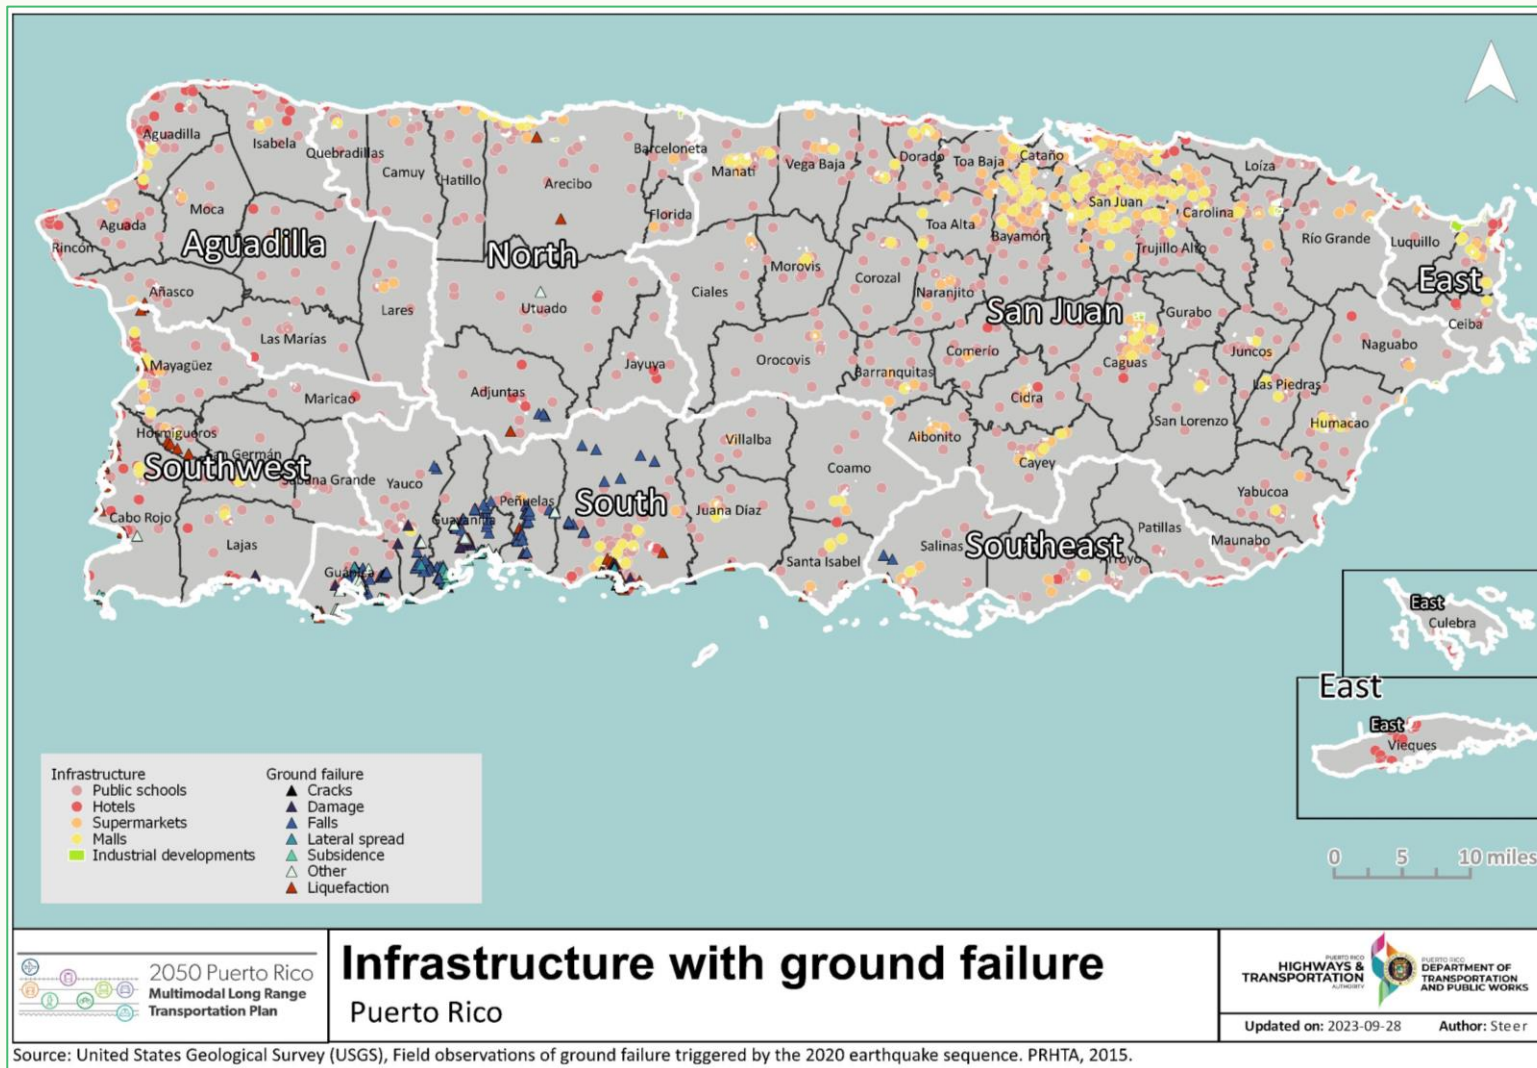 Aguadilla
Isabela
Quebradillas
Camuy
Hatillo
Arecibo
Barceloneta
Manatí
Vega Baja
Dorado
Toa Baja
Cataño
Loíza
Moca
Aguada
Rincón
Aguadilla
North
Florida
San Juan
Carolina
Toa Alta
Bayamón
Trujillo Alto
Río Grande
Luquillo
East
Añasco
Lares
Utuado
Ciales
Morovis
Corozal
Naranjito
San Juan
Gurabo
Ceiba
Las Marías
Mayagüez
Maricao
Adjuntas
Jayuya
Orocovis
Barranquitas
Comerío
Caguas
Juncos
Naguabo
Cidra
Las Piedras
San Lorenzo
Humacao
Hormigueros
Germán
Southwest
Sabana Grande
Yauco
Peñuelas
South
Villalba
Coamo
Aibonito
Cayey
Yabucoa
Cabo Rojo
Lajas
Guánica
Guayanilla
Juana Díaz
Santa Isabel
Salinas
Southeast
Patillas
Arroyo
Maunabo
East
Culebra
East
East
Vieques
Infrastructure
Public schools
Hotels
Supermarkets
Malls
Industrial developments
Ground failure
Cracks
Damage
Falls
Lateral spread
Subsidence
Other
Liquefaction
0 5 10 miles
2050 Puerto Rico
Multimodal Long Range
Transportation Plan
Infrastructure with ground failure
Puerto Rico
PUERTO RICO
HIGHWAYS &
TRANSPORTATION
AUTHORITY
PUERTO RICO
DEPARTMENT OF
TRANSPORTATION
AND PUBLIC WORKS
Updated on: 2023-09-28 Author: Steer
Source: United States Geological Survey (USGS), Field observations of ground failure triggered by the 2020 earthquake sequence. PRHTA, 2015.